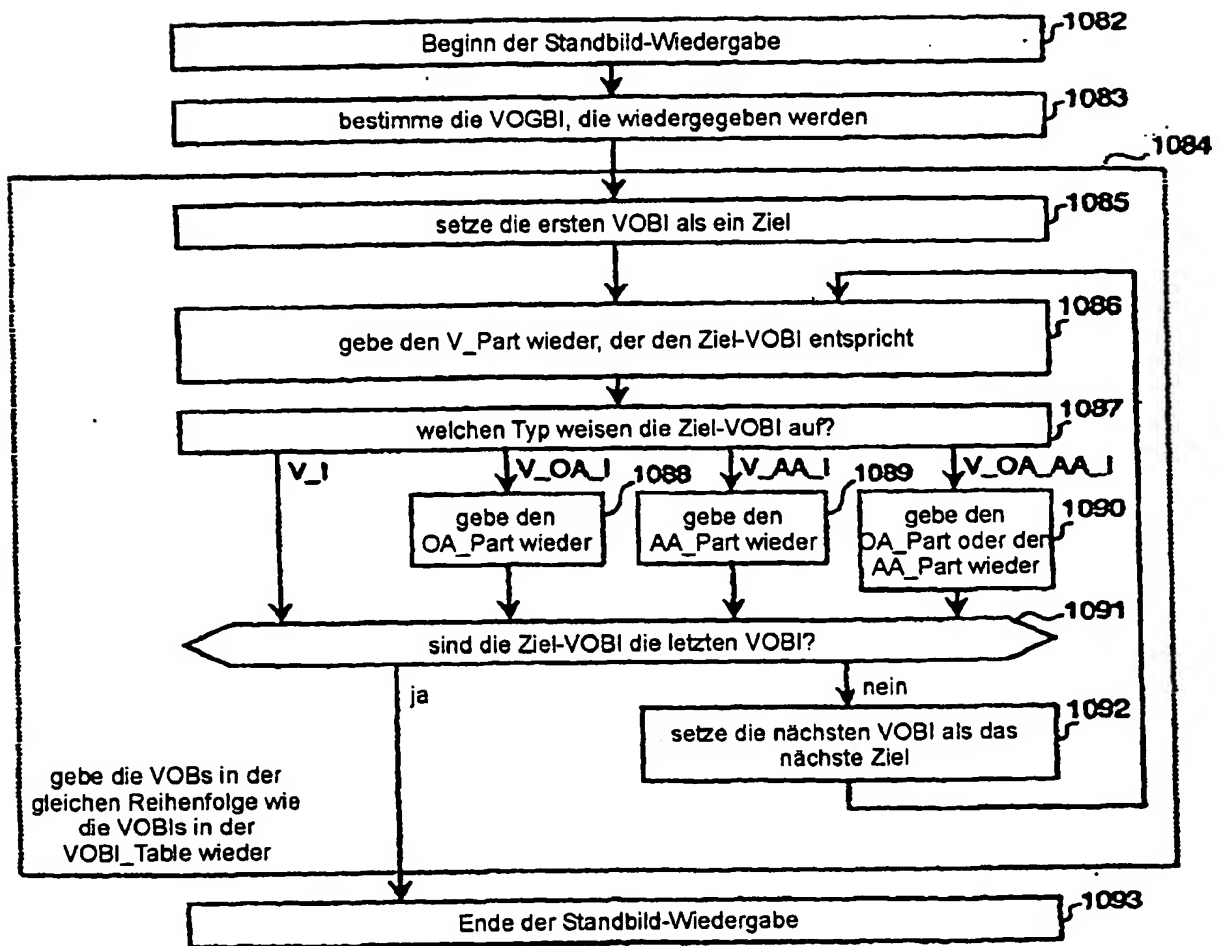 1082
Beginn der Standbild-Wiedergabe
1083
bestimme die VOGBI, die wiedergegeben werden
1084
1085
setze die ersten VOBI als ein Ziel
1086
gebe den V_Part wieder, der den Ziel-VOBI entspricht
1087
welchen Typ weisen die Ziel-VOBI auf?
V_I
V_OA_I
V_AA_I
V_OA_AA_I
1088
gebe den
OA_Part wieder
1089
gebe den
AA_Part wieder
1090
gebe den
OA_Part oder den
AA_Part wieder
1091
sind die Ziel-VOBI die letzten VOBI?
ja
nein
1092
setze die nächsten VOBI als das
nächste Ziel
gebe die VOBs in der
gleichen Reihenfolge wie
die VOBIs in der
VOBI_Table wieder
1093
Ende der Standbild-Wiedergabe